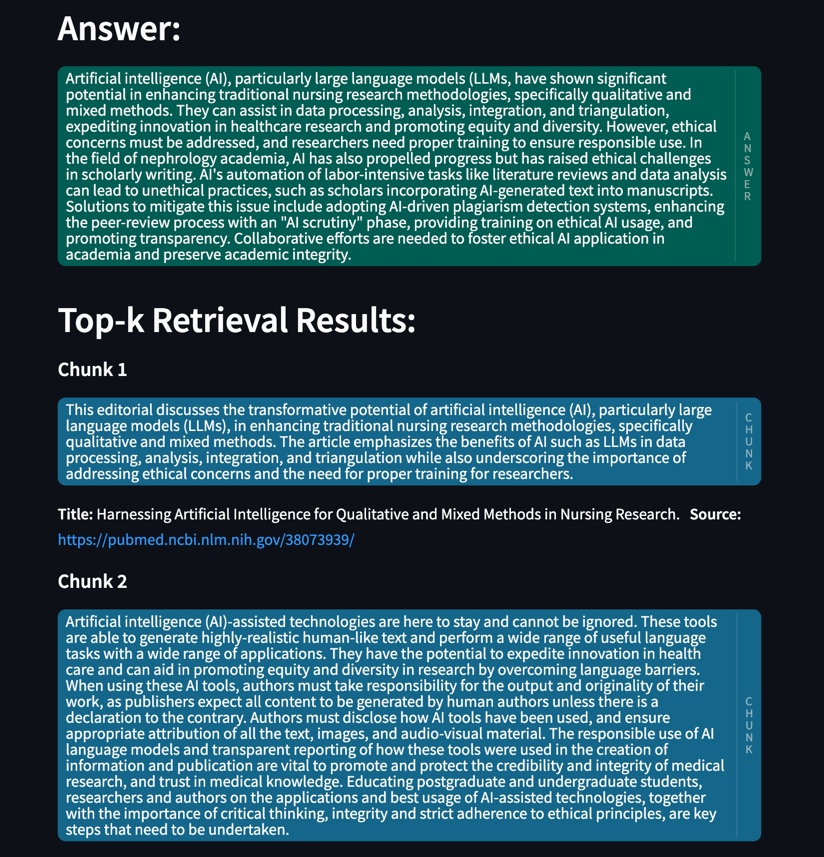 Answer:
Artificial intelligence (AI), particularly large language models (LLMs, have shown significant
potential in enhancing traditional nursing research methodologies, specifically qualitative and
mixed methods. They can assist in data processing, analysis, integration, and triangulation,
expediting innovation in healthcare research and promoting equity and diversity. However, ethical
concerns must be addressed, and researchers need proper training to ensure responsible use. In
the field of nephrology academia, AI has also propelled progress but has raised ethical challenges
in scholarly writing. AI's automation of labor-intensive tasks like literature reviews and data analysis
can lead to unethical practices, such as scholars incorporating AI-generated text into manuscripts.
Solutions to mitigate this issue include adopting AI-driven plagiarism detection systems, enhancing
the peer-review process with an "AI scrutiny" phase, providing training on ethical AI usage, and
promoting transparency. Collaborative efforts are needed to foster ethical AI application in
academia and preserve academic integrity.
ANSWER
Top-k Retrieval Results:
Chunk 1
This editorial discusses the transformative potential of artificial intelligence (AI), particularly large
language models (LLMs), in enhancing traditional nursing research methodologies, specifically
qualitative and mixed methods. The article emphasizes the benefits of AI such as LLMs in data
processing, analysis, integration, and triangulation while also underscoring the importance of
addressing ethical concerns and the need for proper training for researchers.
CHUNK
Title: Harnessing Artificial Intelligence for Qualitative and Mixed Methods in Nursing Research. Source:
https://pubmed.ncbi.nlm.nih.gov/38073939/
Chunk 2
Artificial intelligence (AI)-assisted technologies are here to stay and cannot be ignored. These tools
are able to generate highly-realistic human-like text and perform a wide range of useful language
tasks with a wide range of applications. They have the potential to expedite innovation in health
care and can aid in promoting equity and diversity in research by overcoming language barriers.
When using these AI tools, authors must take responsibility for the output and originality of their
work, as publishers expect all content to be generated by human authors unless there is a
declaration to the contrary. Authors must disclose how AI tools have been used, and ensure
appropriate attribution of all the text, images, and audio-visual material. The responsible use of AI
language models and transparent reporting of how these tools were used in the creation of
information and publication are vital to promote and protect the credibility and integrity of medical
research, and trust in medical knowledge. Educating postgraduate and undergraduate students,
researchers and authors on the applications and best usage of AI-assisted technologies, together
with the importance of critical thinking, integrity and strict adherence to ethical principles, are key
steps that need to be undertaken.
CHUNK